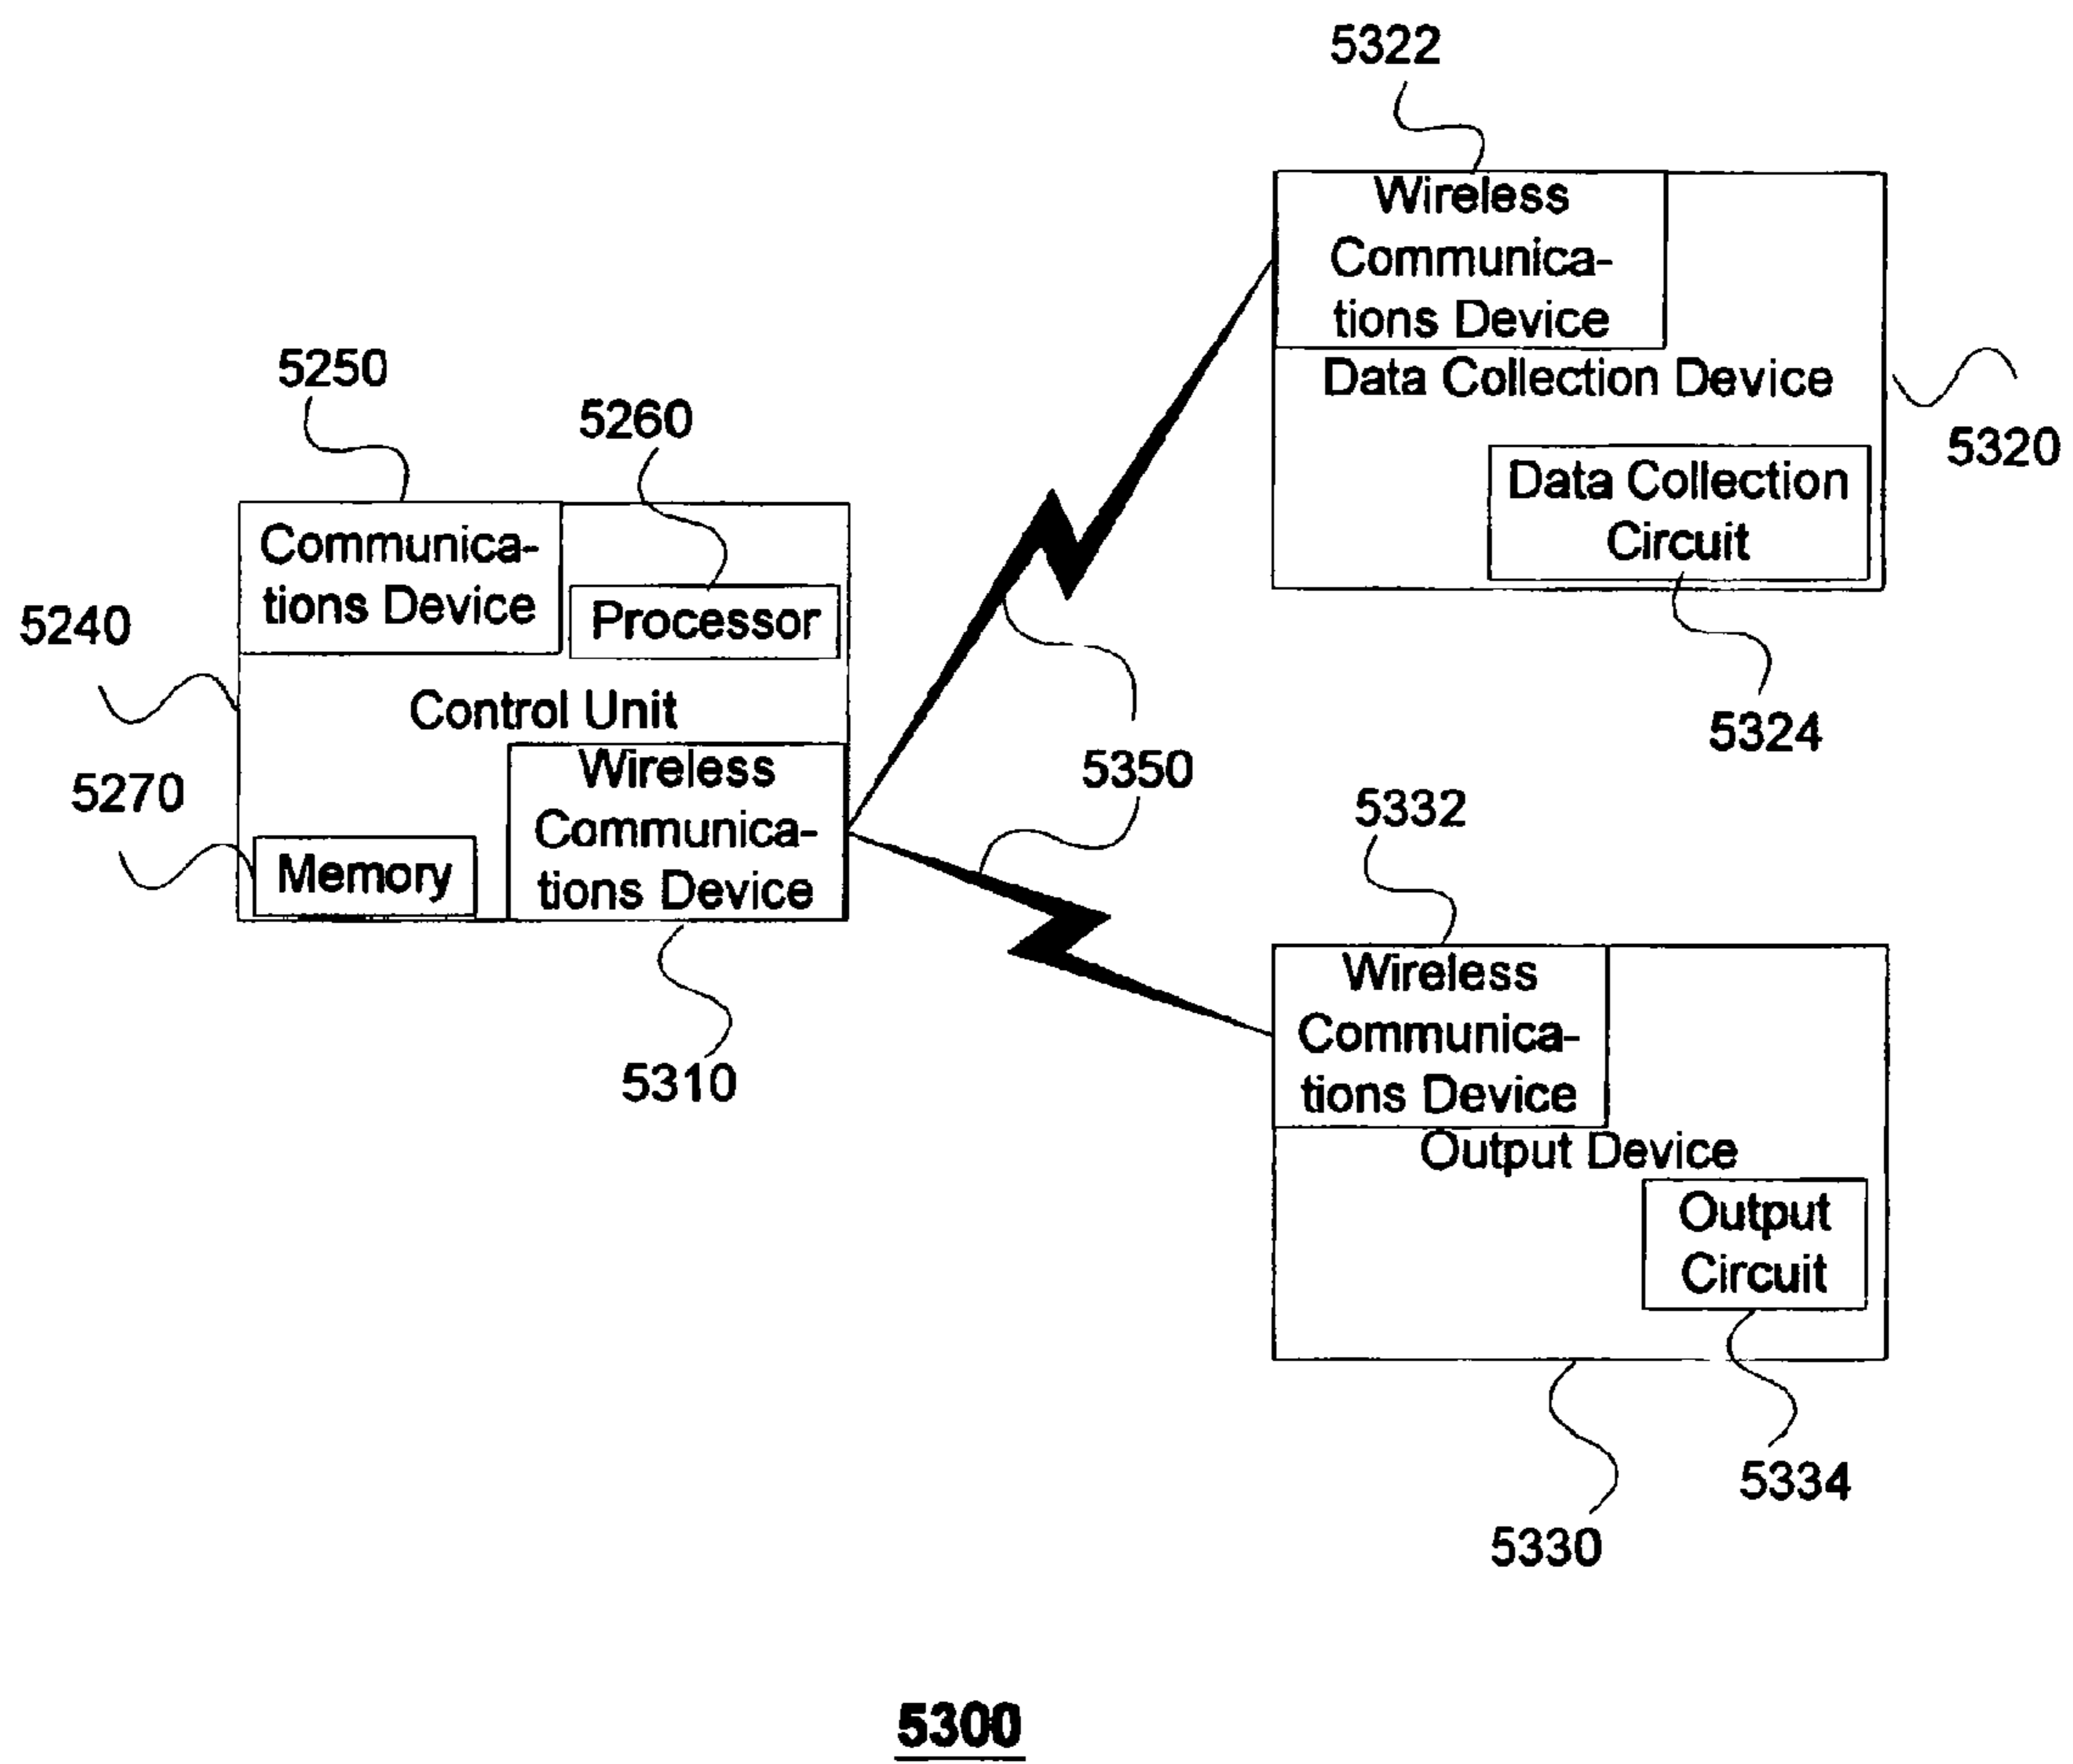 5322
Wireless
Communica-
tions Device
Data Collection Device
5320
Data Collection
Circuit
5324
5250
5260
Communica-
tions Device
Processor
5240
Control Unit
5270
Wireless
Communica-
tions Device
Memory
5310
5350
5332
Wireless
Communica-
tions Device
Output Device
Output
Circuit
5334
5330
5300